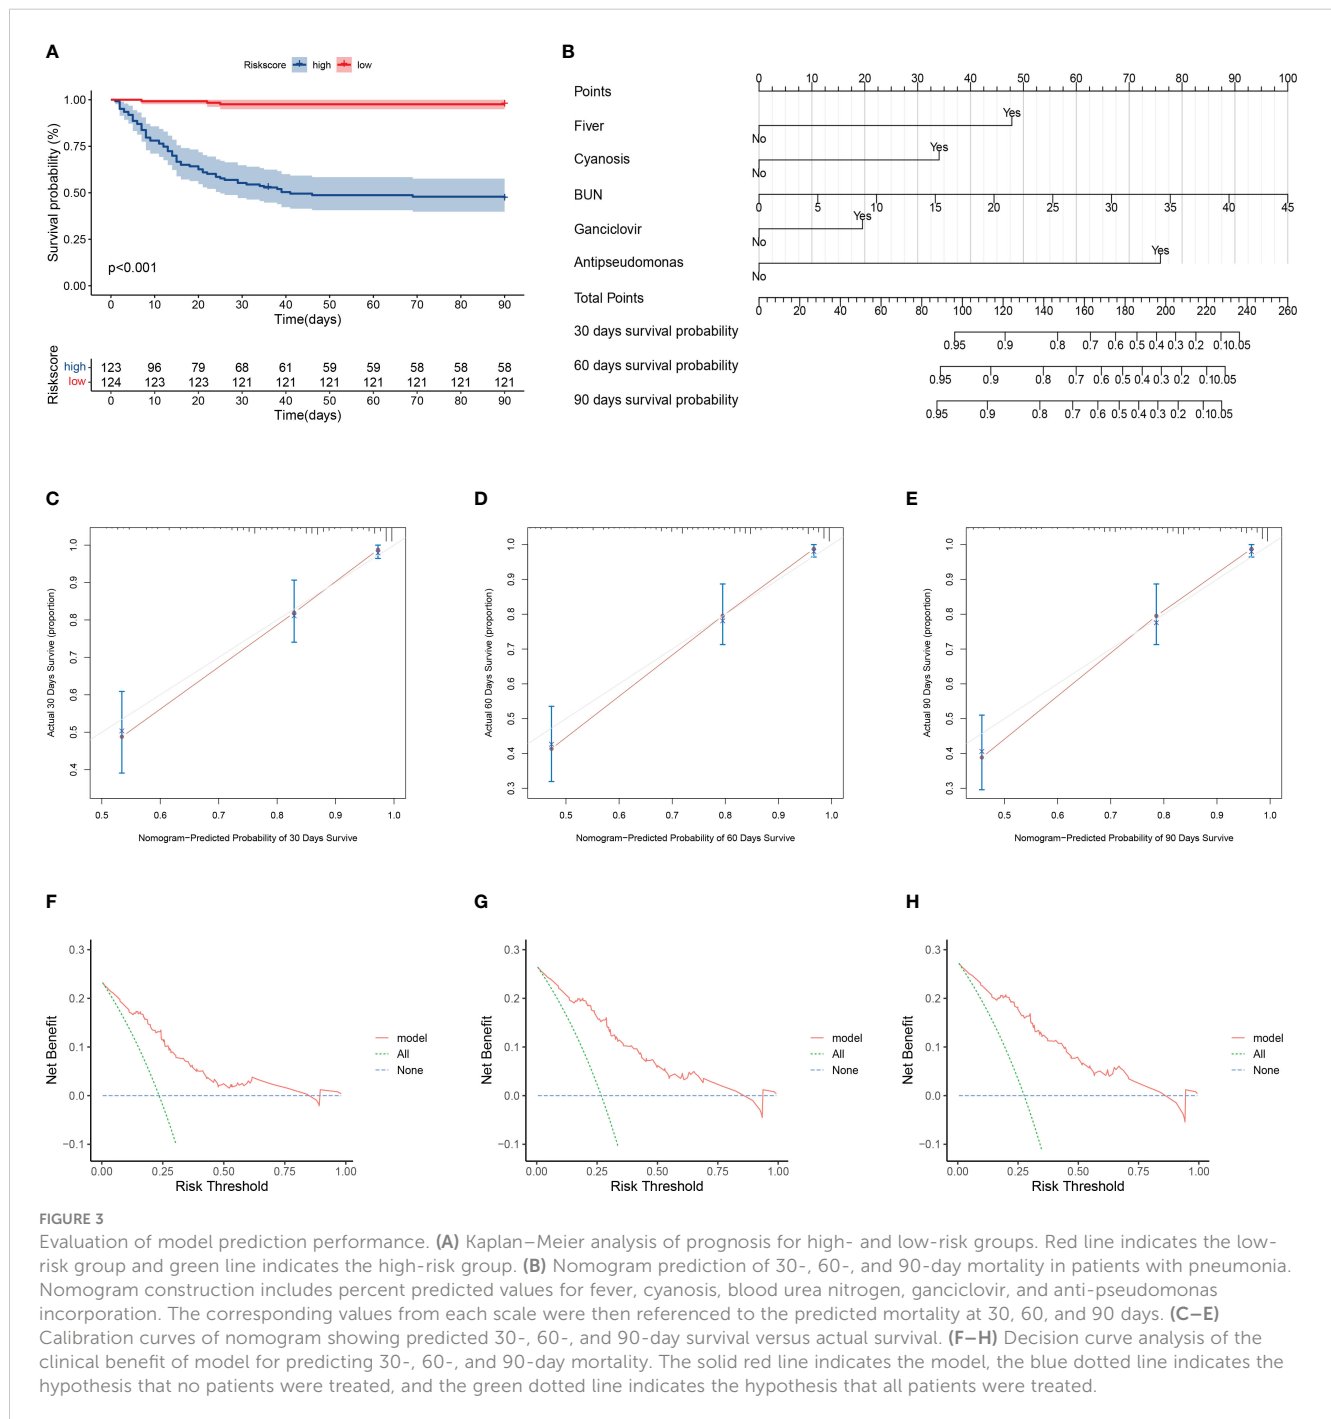 A
Riskscore high low
Survival probability (%)
1.00
0.75
0.50
0.25
0.00
p<0.001
0 10 20 30 40 50 60 70 80 90
Time(days)
Riskscore
high 123 96 79 68 61 59 59 58 58 58
low 124 123 123 121 121 121 121 121 121 121
0 10 20 30 40 50 60 70 80 90
Time(days)
B
Points
0 10 20 30 40 50 60 70 80 90 100
Fiver
No Yes
Cyanosis
No Yes
BUN
0 5 10 15 20 25 30 35 40 45
Ganciclovir
No Yes
Antipseudomonas
No Yes
Total Points
0 20 40 60 80 100 120 140 160 180 200 220 240 260
30 days survival probability
0.95 0.9 0.8 0.7 0.6 0.5 0.4 0.3 0.2 0.10.05
60 days survival probability
0.95 0.9 0.8 0.7 0.6 0.5 0.4 0.3 0.2 0.10.05
90 days survival probability
0.95 0.9 0.8 0.7 0.6 0.5 0.4 0.3 0.2 0.10.05
C
Actual 30 Days Survive (proportion)
1.0
0.9
0.8
0.7
0.6
0.5
0.4
0.5 0.6 0.7 0.8 0.9 1.0
Nomogram−Predicted Probability of 30 Days Survive
D
Actual 60 Days Survive (proportion)
1.0
0.9
0.8
0.7
0.6
0.5
0.4
0.3
0.5 0.6 0.7 0.8 0.9 1.0
Nomogram−Predicted Probability of 60 Days Survive
E
Actual 90 Days Survive (proportion)
1.0
0.9
0.8
0.7
0.6
0.5
0.4
0.3
0.5 0.6 0.7 0.8 0.9 1.0
Nomogram−Predicted Probability of 90 Days Survive
F
Net Benefit
0.3
0.2
0.1
0.0
−0.1
0.00 0.25 0.50 0.75 1.00
Risk Threshold
model
All
None
G
Net Benefit
0.3
0.2
0.1
0.0
−0.1
0.00 0.25 0.50 0.75 1.00
Risk Threshold
model
All
None
H
Net Benefit
0.3
0.2
0.1
0.0
−0.1
0.00 0.25 0.50 0.75 1.00
Risk Threshold
model
All
None
FIGURE 3
Evaluation of model prediction performance. (A) Kaplan–Meier analysis of prognosis for high- and low-risk groups. Red line indicates the low-
risk group and green line indicates the high-risk group. (B) Nomogram prediction of 30-, 60-, and 90-day mortality in patients with pneumonia.
Nomogram construction includes percent predicted values for fever, cyanosis, blood urea nitrogen, ganciclovir, and anti-pseudomonas
incorporation. The corresponding values from each scale were then referenced to the predicted mortality at 30, 60, and 90 days. (C–E)
Calibration curves of nomogram showing predicted 30-, 60-, and 90-day survival versus actual survival. (F–H) Decision curve analysis of the
clinical benefit of model for predicting 30-, 60-, and 90-day mortality. The solid red line indicates the model, the blue dotted line indicates the
hypothesis that no patients were treated, and the green dotted line indicates the hypothesis that all patients were treated.